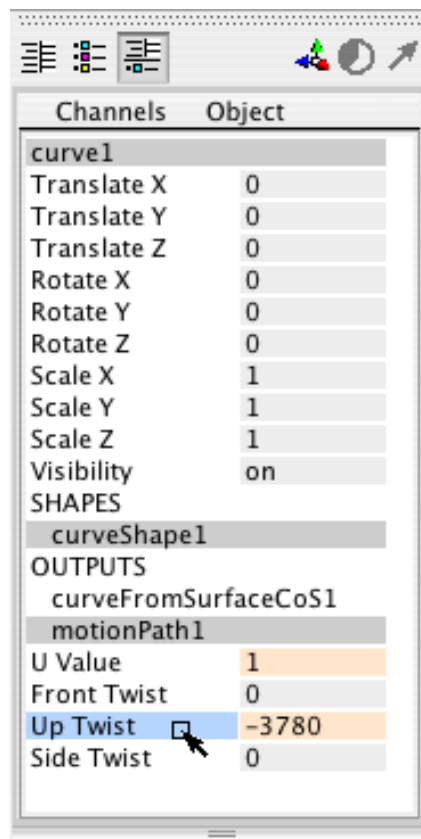 Channels Object
curve1
Translate X 0
Translate Y 0
Translate Z 0
Rotate X 0
Rotate Y 0
Rotate Z 0
Scale X 1
Scale Y 1
Scale Z 1
Visibility on
SHAPES
curveShape1
OUTPUTS
curveFromSurfaceCoS1
motionPath1
U Value 1
Front Twist 0
Up Twist -3780
Side Twist 0